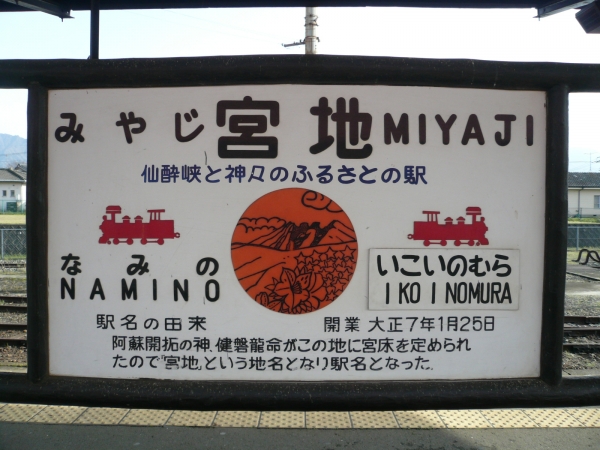 みやじ 宮地 MIYAJI
仙酔峡と神々のふるさとの駅
なみの いこいのむら
NAMINO IKOINOMURA
駅名の由来 開業 大正7年1月25日
阿蘇開拓の神、健磐龍命がこの地に宮床を定められ
たので「宮地」という地名となり駅名となった。